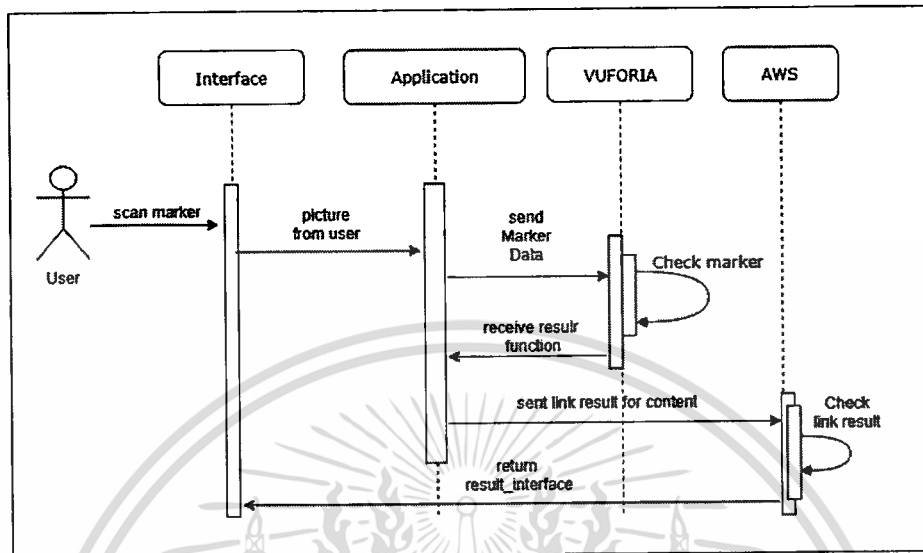 Interface
Application
VUFORIA
AWS
User
scan marker
picture
from user
send
Marker
Data
Check marker
receive resulr
function
sent link result for content
Check
link result
return
result_interface